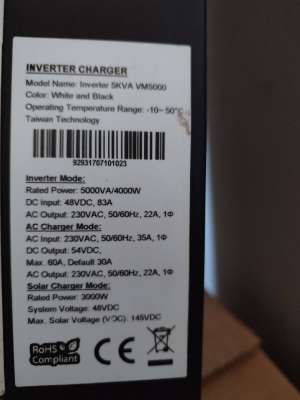 INVERTER CHARGER
Model Name: Inverter 5KVA VM5000
Color: White and Black
Operating Temperature Range: -10~ 50°C
Taiwan Technology
92931707101023
Inverter Mode:
Rated Power: 5000VA/4000W
DC Input: 48VDC, 83A
AC Output: 230VAC, 50/60HZ, 22A, 1Φ
AC Charger Mode:
AC Input: 230VAC, 50/60HZ, 35A, 1Φ
DC Output: 54VDC,
Max. 60A, Default 30A
AC Output: 230VAC, 50/60HZ, 22A, 1Φ
Solar Charger Mode:
Rated Power: 3000W
System Voltage: 48VDC
Max. Solar Voltage (VOC): 145VDC
RoHS
Compliant
CE